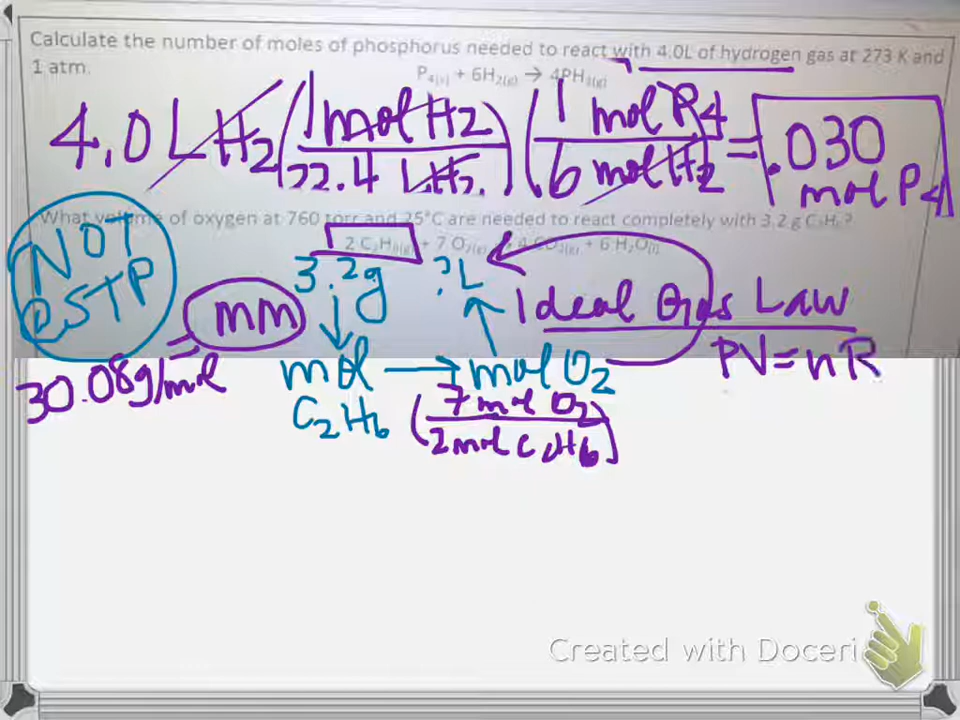 Calculate the number of moles of phosphorus needed to react with 4.0L of hydrogen gas at 273 K and
1 atm.
P4(s) + 6H2(g) → 4PH3(g)
4.0 L H2 (1 mol H2 / 22.4 L H2.) (1 mol P4 / 6 mol H2) = .030 mol P4
What volume of oxygen at 760 torr and 25°C are needed to react completely with 3.2 g C2H6?
2 C2H6(g) + 7 O2(g) → 4 CO2(g) + 6 H2O(l)
NOT
@STP
3.2g ?L
Ideal Gas Law
mm
PV=nR
30.08g/mol
mol → mol O2
C2H6
(7 mol O2 / 2 mol C2H6)
Created with Doceri